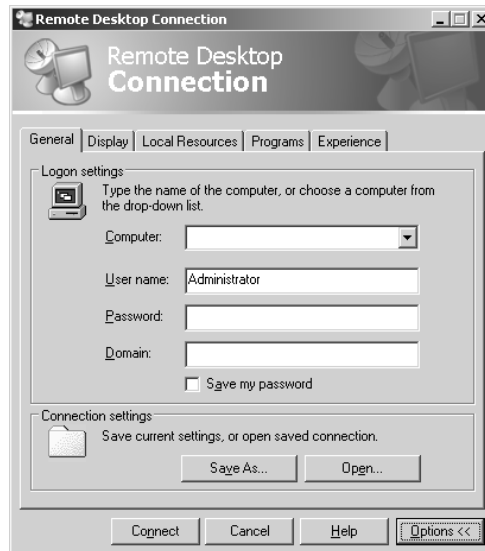 Remote Desktop Connection
Remote Desktop
Connection
General Display Local Resources Programs Experience
Logon settings
Type the name of the computer, or choose a computer from
the drop-down list.
Computer:
User name: Administrator
Password:
Domain:
Save my password
Connection settings
Save current settings, or open saved connection.
Save As... Open...
Connect Cancel Help Options <<